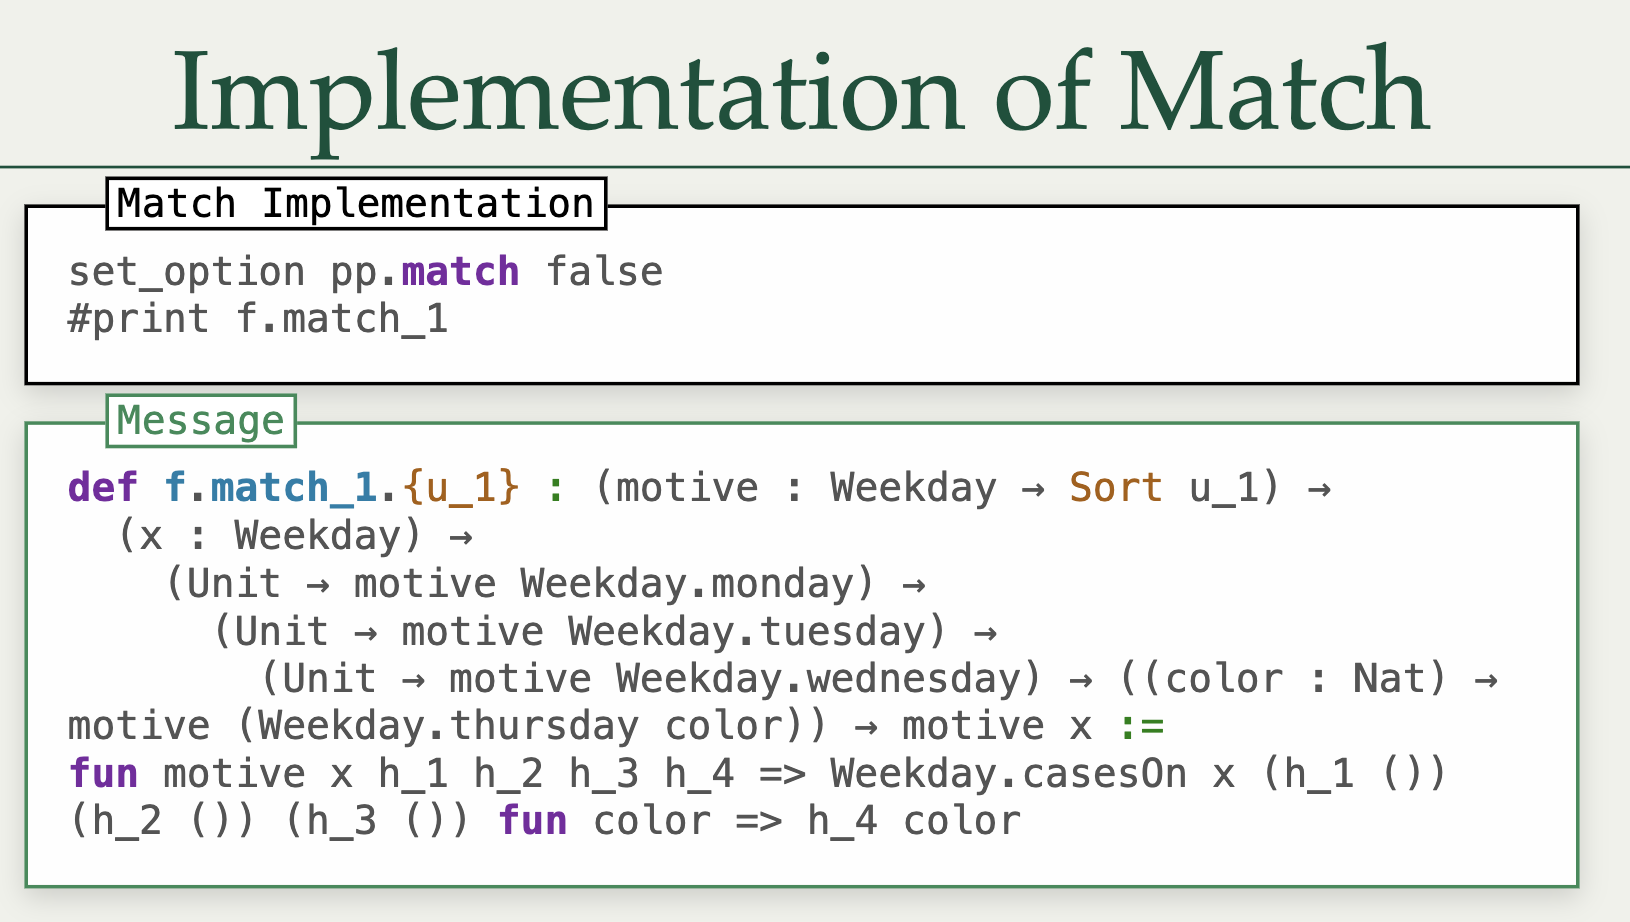 Implementation of Match
Match Implementation
set_option pp.match false
#print f.match_1
Message
def f.match_1.{u_1} : (motive : Weekday → Sort u_1) →
(x : Weekday) →
(Unit → motive Weekday.monday) →
(Unit → motive Weekday.tuesday) →
(Unit → motive Weekday.wednesday) → ((color : Nat) →
motive (Weekday.thursday color)) → motive x :=
fun motive x h_1 h_2 h_3 h_4 => Weekday.casesOn x (h_1 ())
(h_2 ()) (h_3 ()) fun color => h_4 color